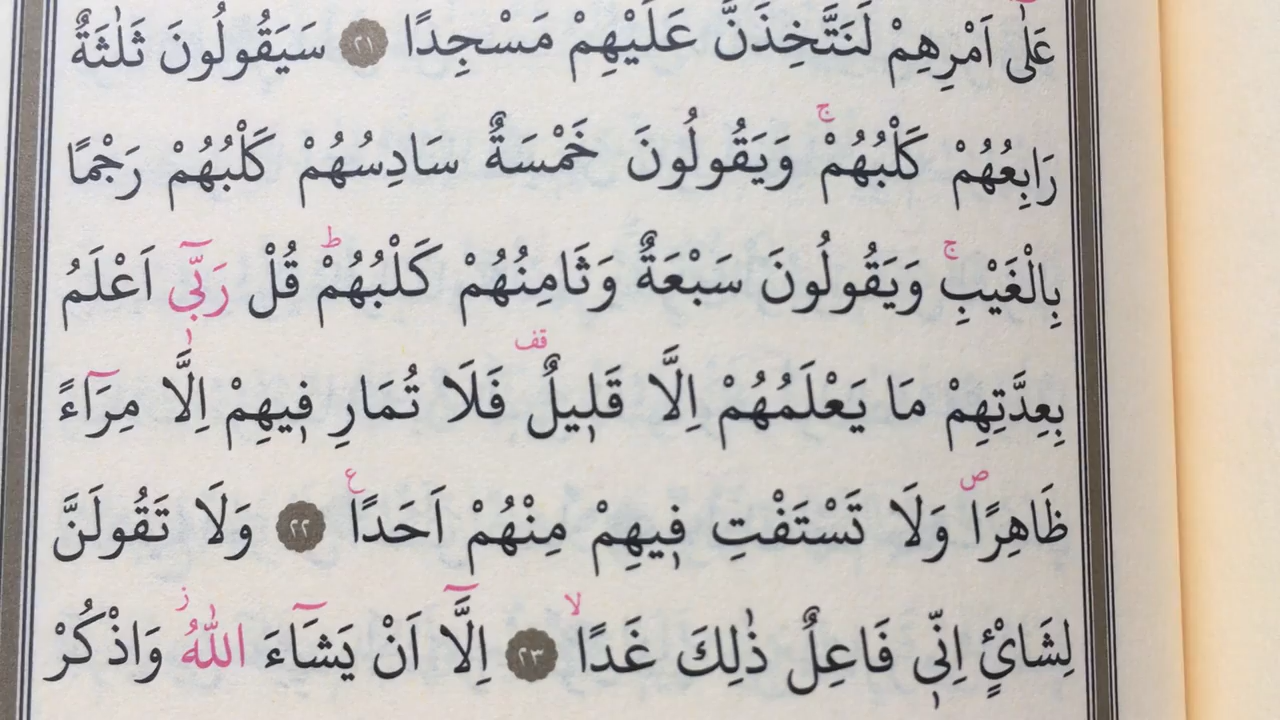 عَلٰٓى اَمْرِهِمْ لَنَتَّخِذَنَّ عَلَيْهِمْ مَسْجِدًا ﴿٢١﴾ سَيَقُولُونَ ثَلٰثَةٌ
رَابِعُهُمْ كَلْبُهُمْۚ وَيَقُولُونَ خَمْسَةٌ سَادِسُهُمْ كَلْبُهُمْ رَجْمًا
بِالْغَيْبِۚ وَيَقُولُونَ سَبْعَةٌ وَثَامِنُهُمْ كَلْبُهُمْؕ قُلْ رَبّ۪ٓي اَعْلَمُ
بِعِدَّتِهِمْ مَا يَعْلَمُهُمْ اِلَّا قَل۪يلٌ قف فَلَا تُمَارِ ف۪يهِمْ اِلَّا مِرَٓاءً
ظَاهِرًاۖ وَلَا تَسْتَفْتِ ف۪يهِمْ مِنْهُمْ اَحَدًا ع ﴿٢٢﴾ وَلَا تَقُولَنَّ
لِشَا۬يْءٍ اِنّ۪ي فَاعِلٌ ذٰلِكَ غَدًاۙ ﴿٢٣﴾ اِلَّٓا اَنْ يَشَٓاءَ اللّٰهُؗ وَاذْكُرْ